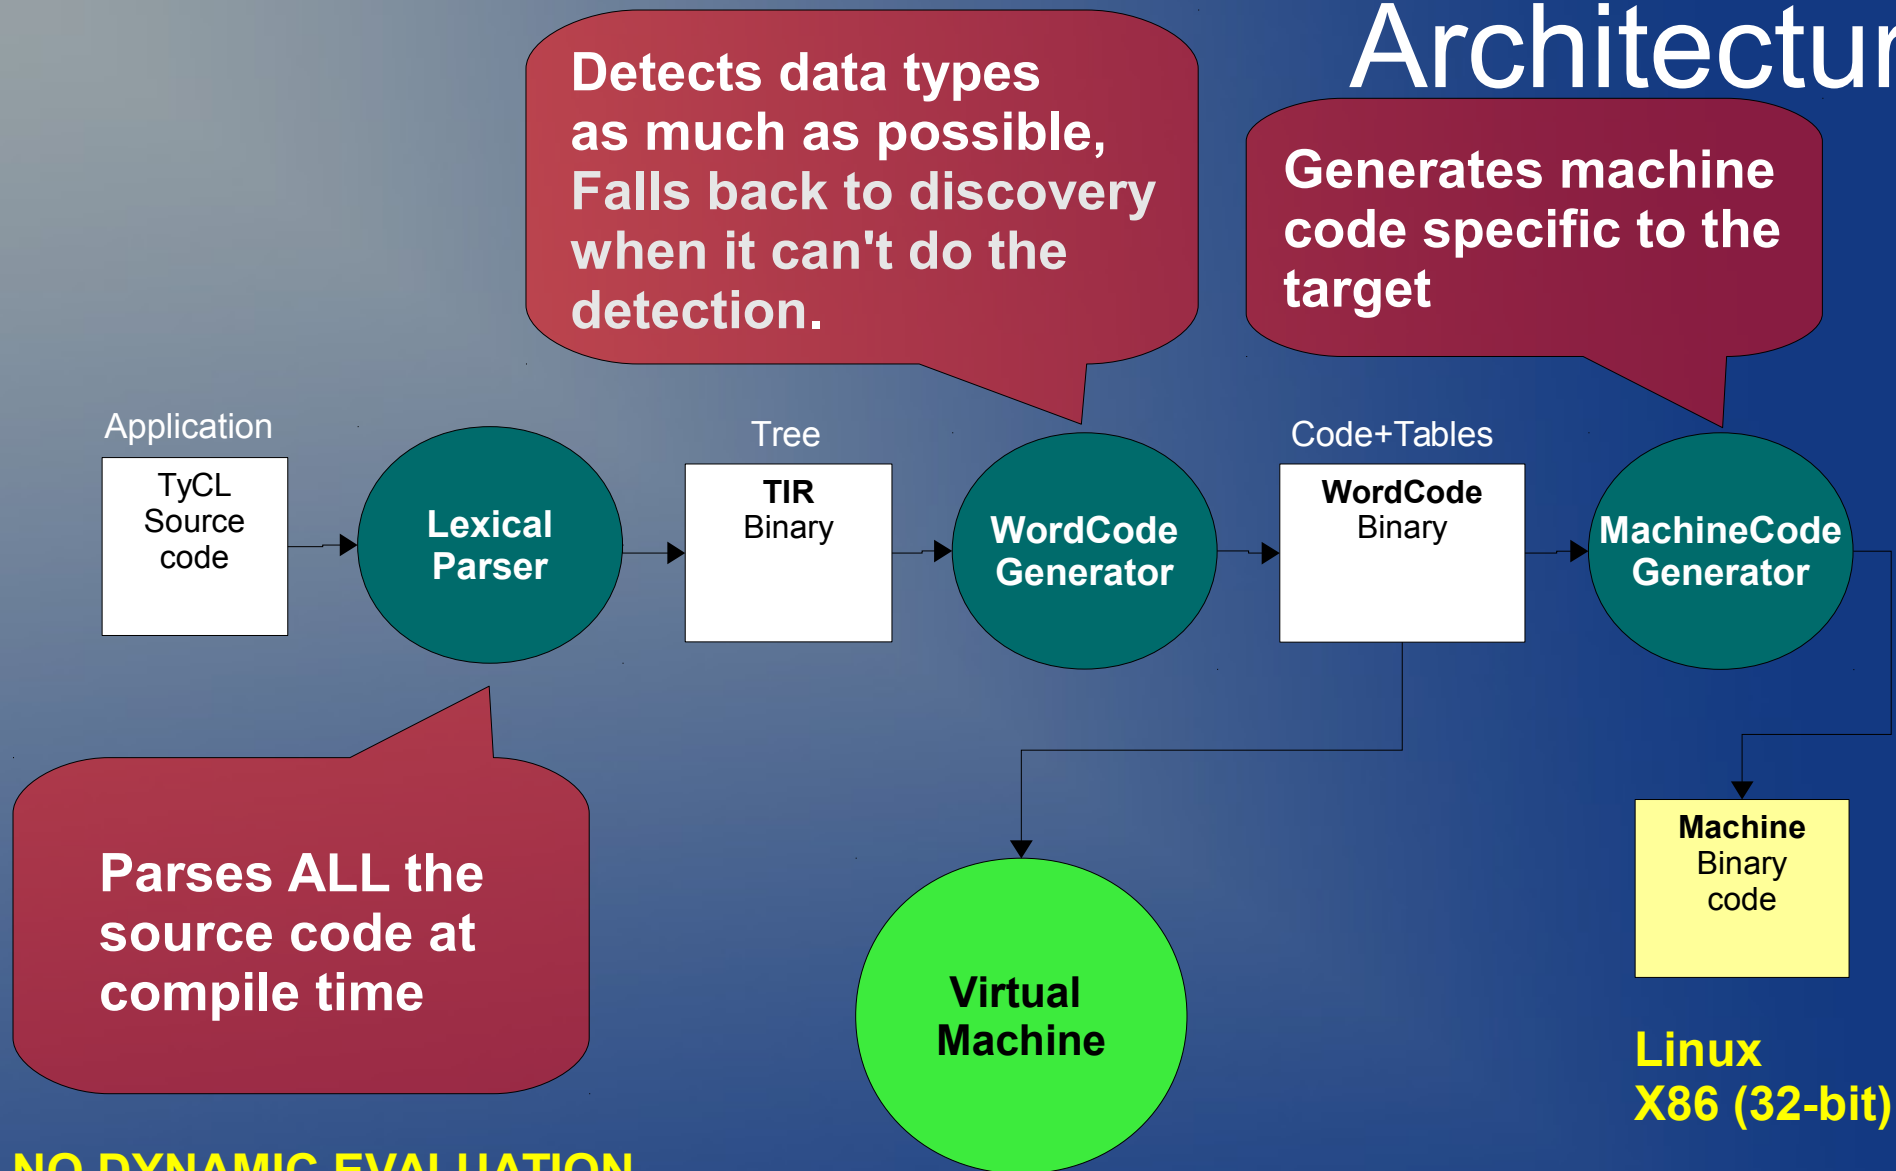 Architectur
Detects data types
as much as possible,
Falls back to discovery
when it can't do the
detection.
Generates machine
code specific to the
target
Application
TyCL
Source
code
Lexical
Parser
Tree
TIR
Binary
WordCode
Generator
Code+Tables
WordCode
Binary
MachineCode
Generator
Parses ALL the
source code at
compile time
Virtual
Machine
Machine
Binary
code
Linux
X86 (32-bit)
NO DYNAMIC EVALUATION